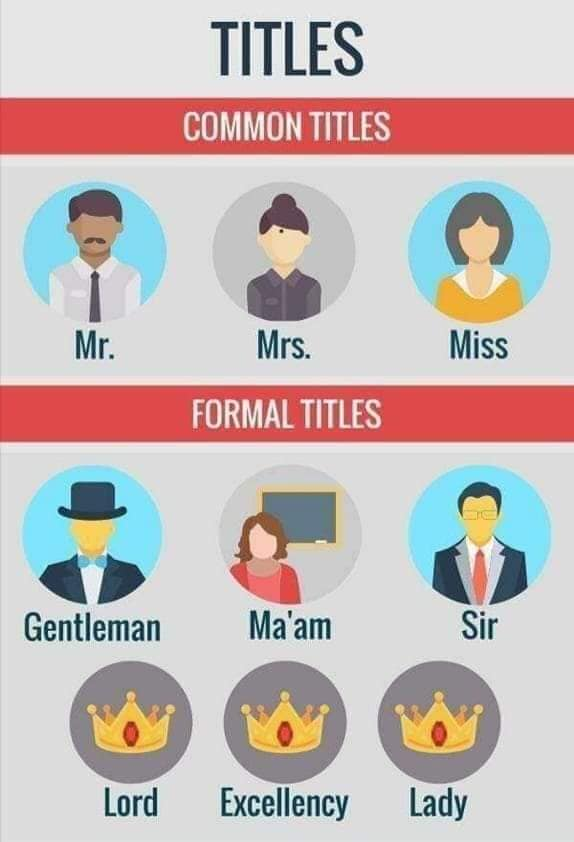 TITLES
COMMON TITLES
Mr. Mrs. Miss
FORMAL TITLES
Gentleman Ma'am Sir
Lord Excellency Lady